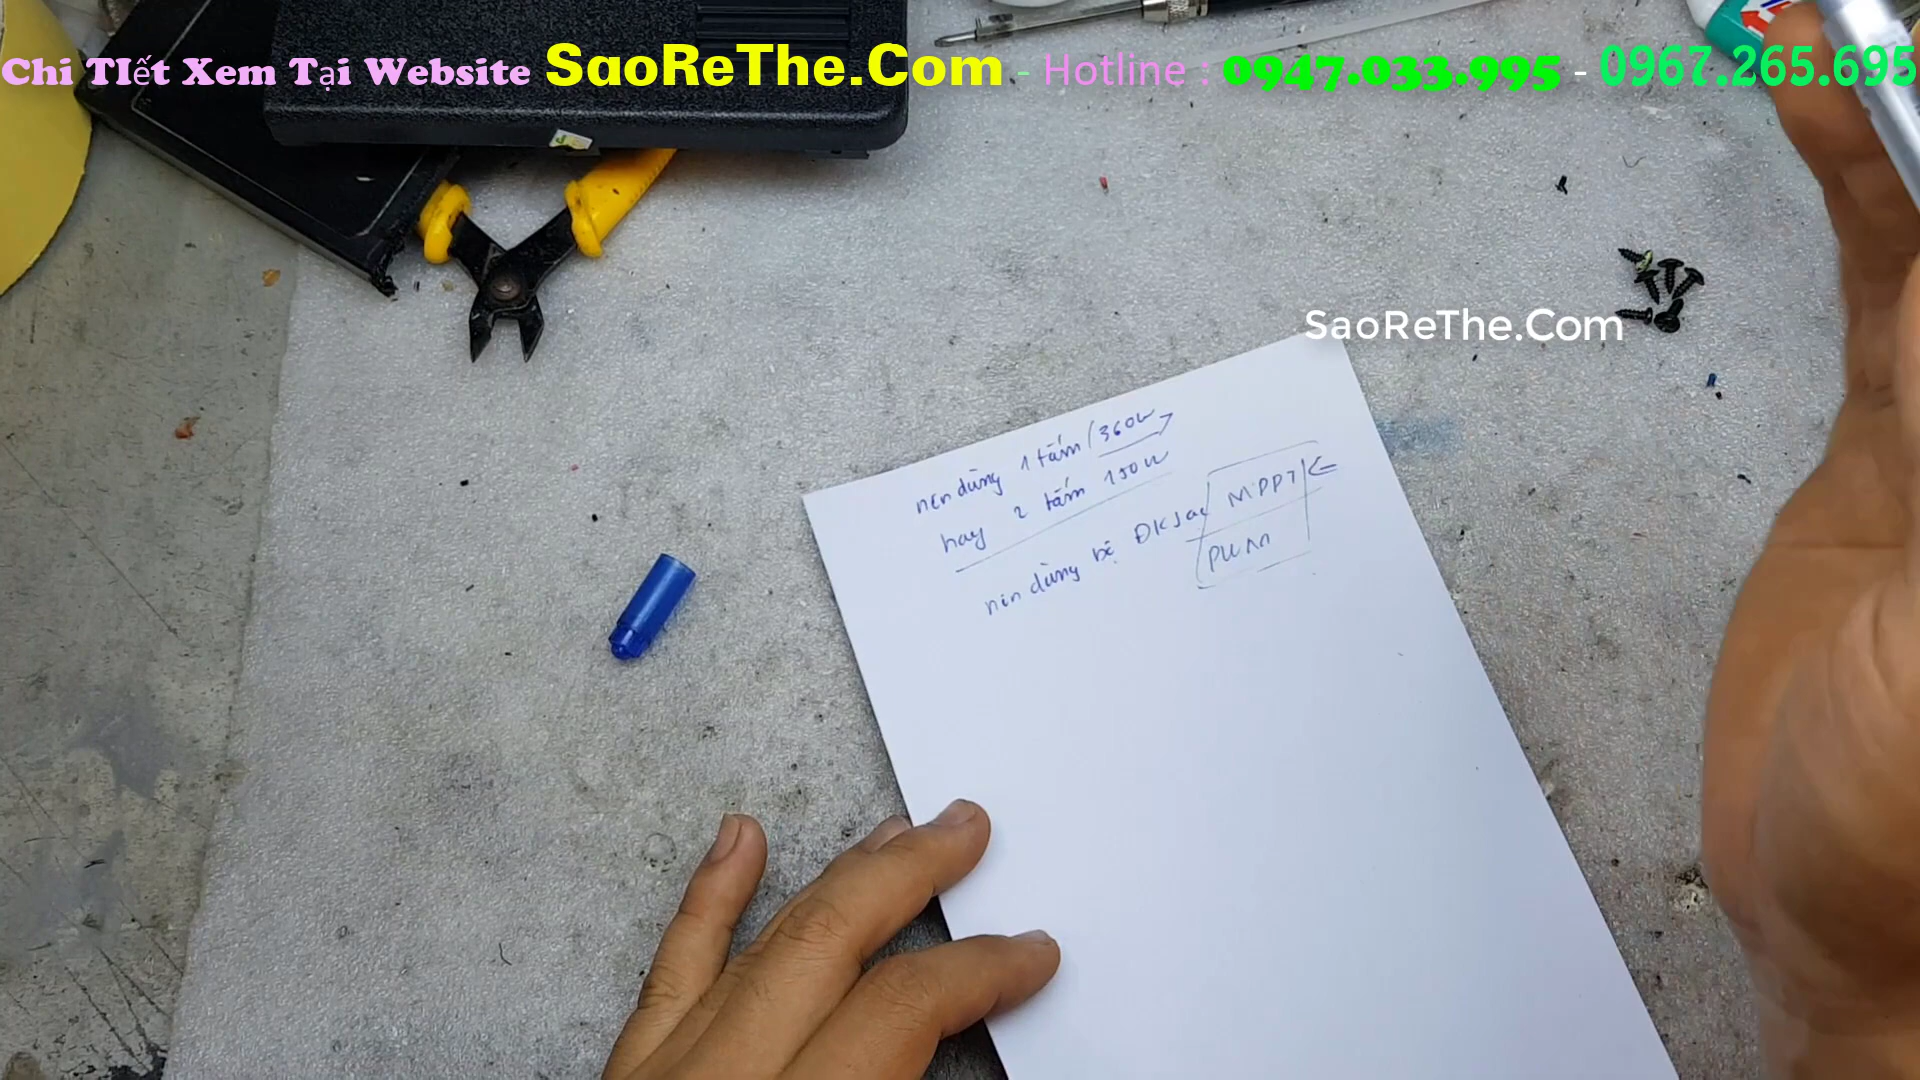 Chi TIết Xem Tại Website SaoReThe.Com - Hotline : 0947.033.995 - 0967.265.695
SaoReThe.Com
nên dùng 1 tấm (360W)
hay 2 tấm 150W
nên dùng bộ ĐK sạc MPPT